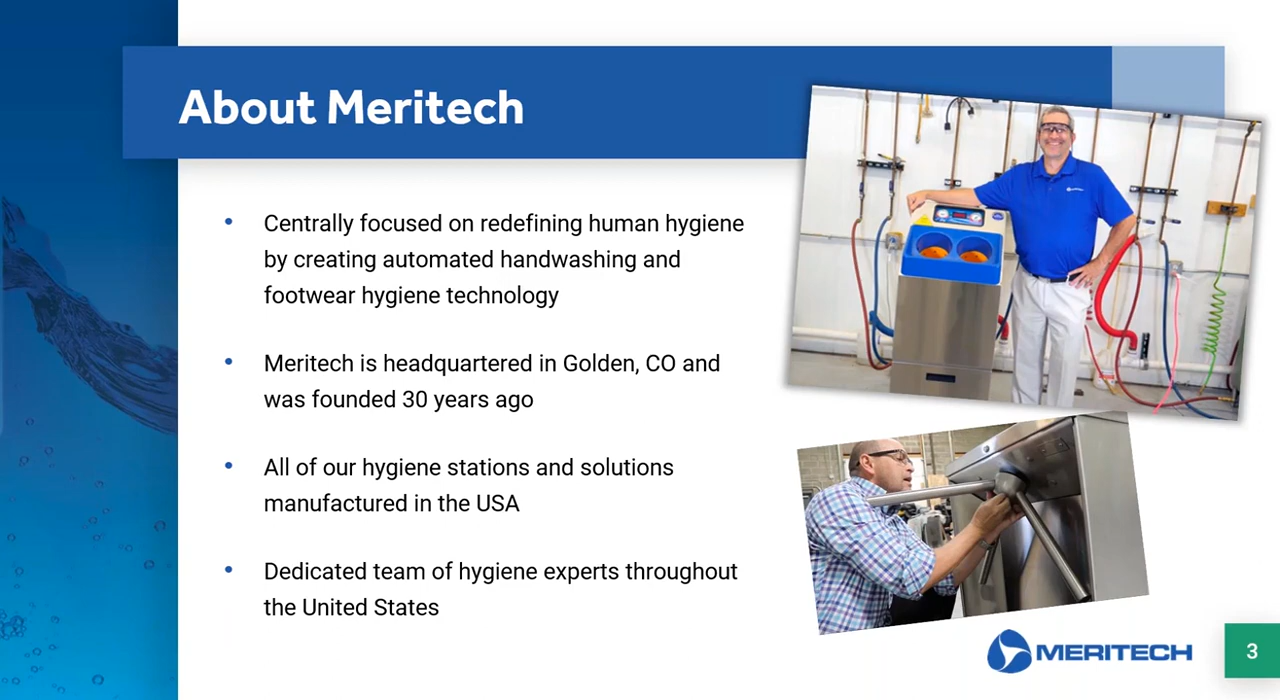 About Meritech
• Centrally focused on redefining human hygiene
by creating automated handwashing and
footwear hygiene technology
• Meritech is headquartered in Golden, CO and
was founded 30 years ago
• All of our hygiene stations and solutions
manufactured in the USA
• Dedicated team of hygiene experts throughout
the United States
MERITECH
3